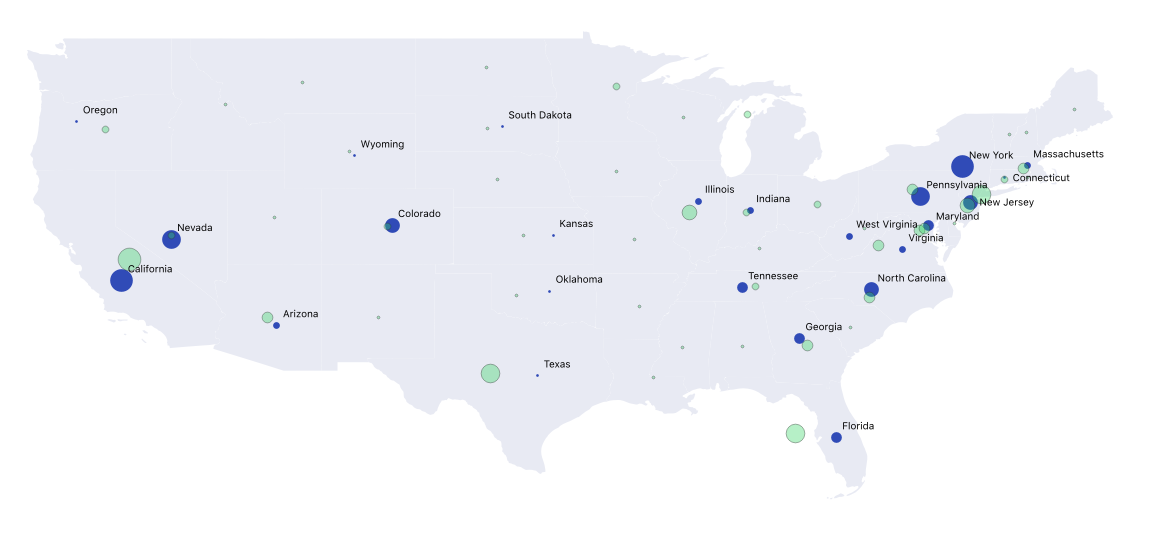 Oregon
South Dakota
Wyoming
New York
Massachusetts
Connecticut
Pennsylvania
Illinois
Indiana
New Jersey
Colorado
Maryland
Kansas
West Virginia
Nevada
Virginia
California
Tennessee
North Carolina
Oklahoma
Arizona
Georgia
Texas
Florida